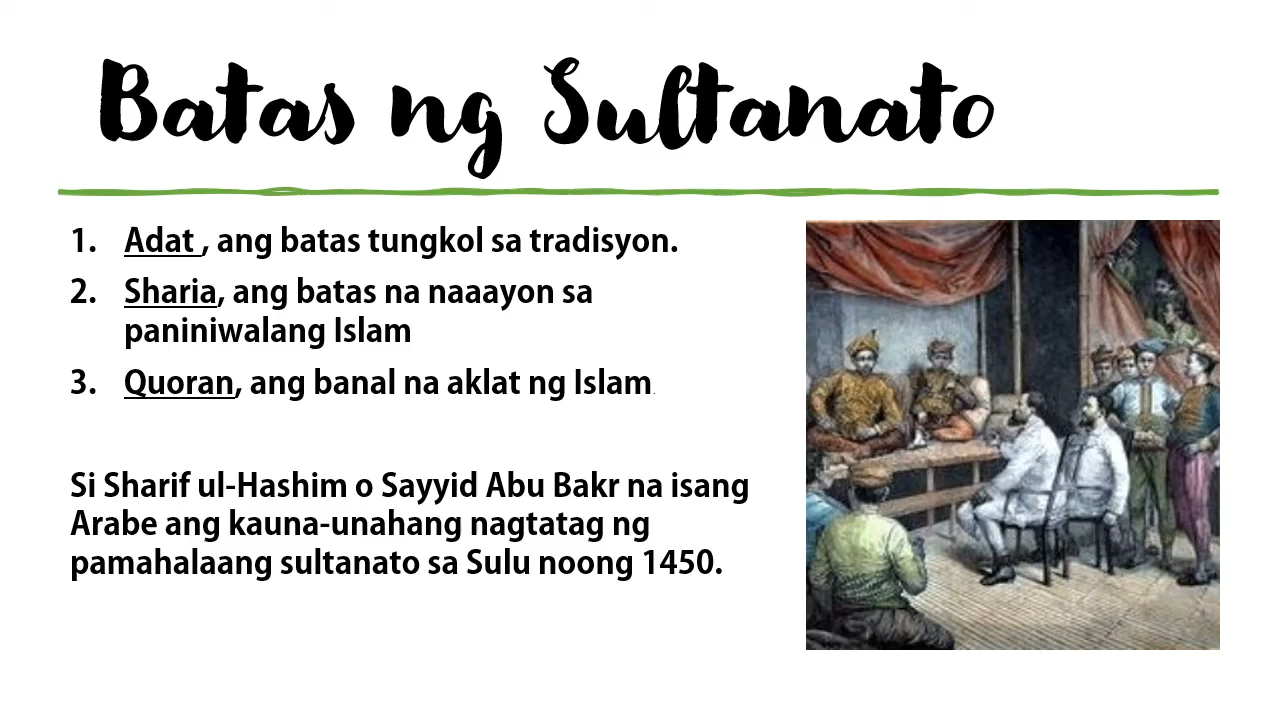 Batas ng Sultanato
1. Adat , ang batas tungkol sa tradisyon.
2. Sharia, ang batas na naaayon sa
paniniwalang Islam
3. Quoran, ang banal na aklat ng Islam.
Si Sharif ul-Hashim o Sayyid Abu Bakr na isang
Arabe ang kauna-unahang nagtatag ng
pamahalaang sultanato sa Sulu noong 1450.